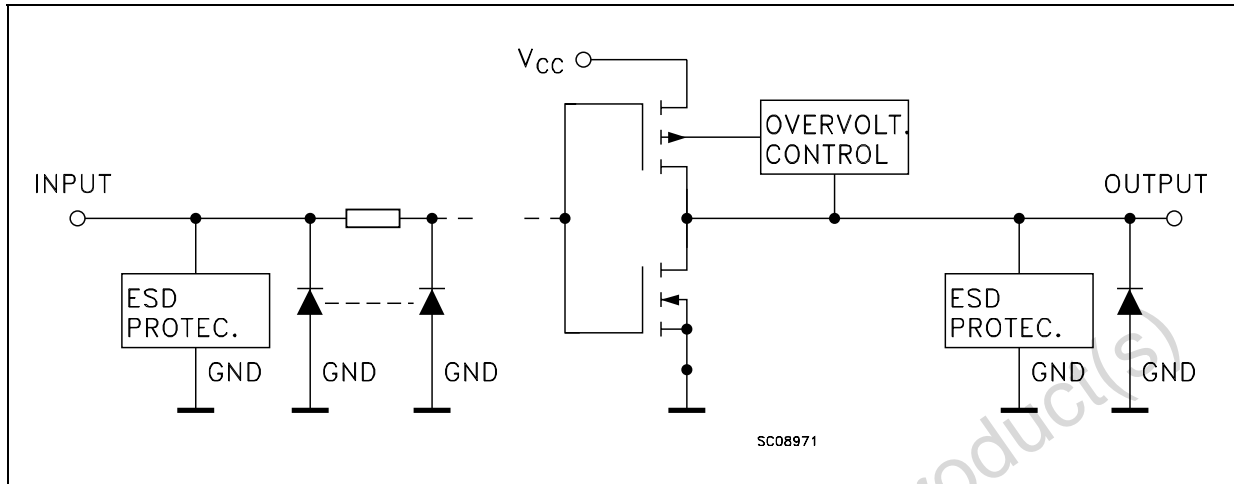 VCC
OVERVOLT.
CONTROL
INPUT
OUTPUT
ESD
PROTEC.
GND
GND
GND
ESD
PROTEC.
GND
GND
SC08971